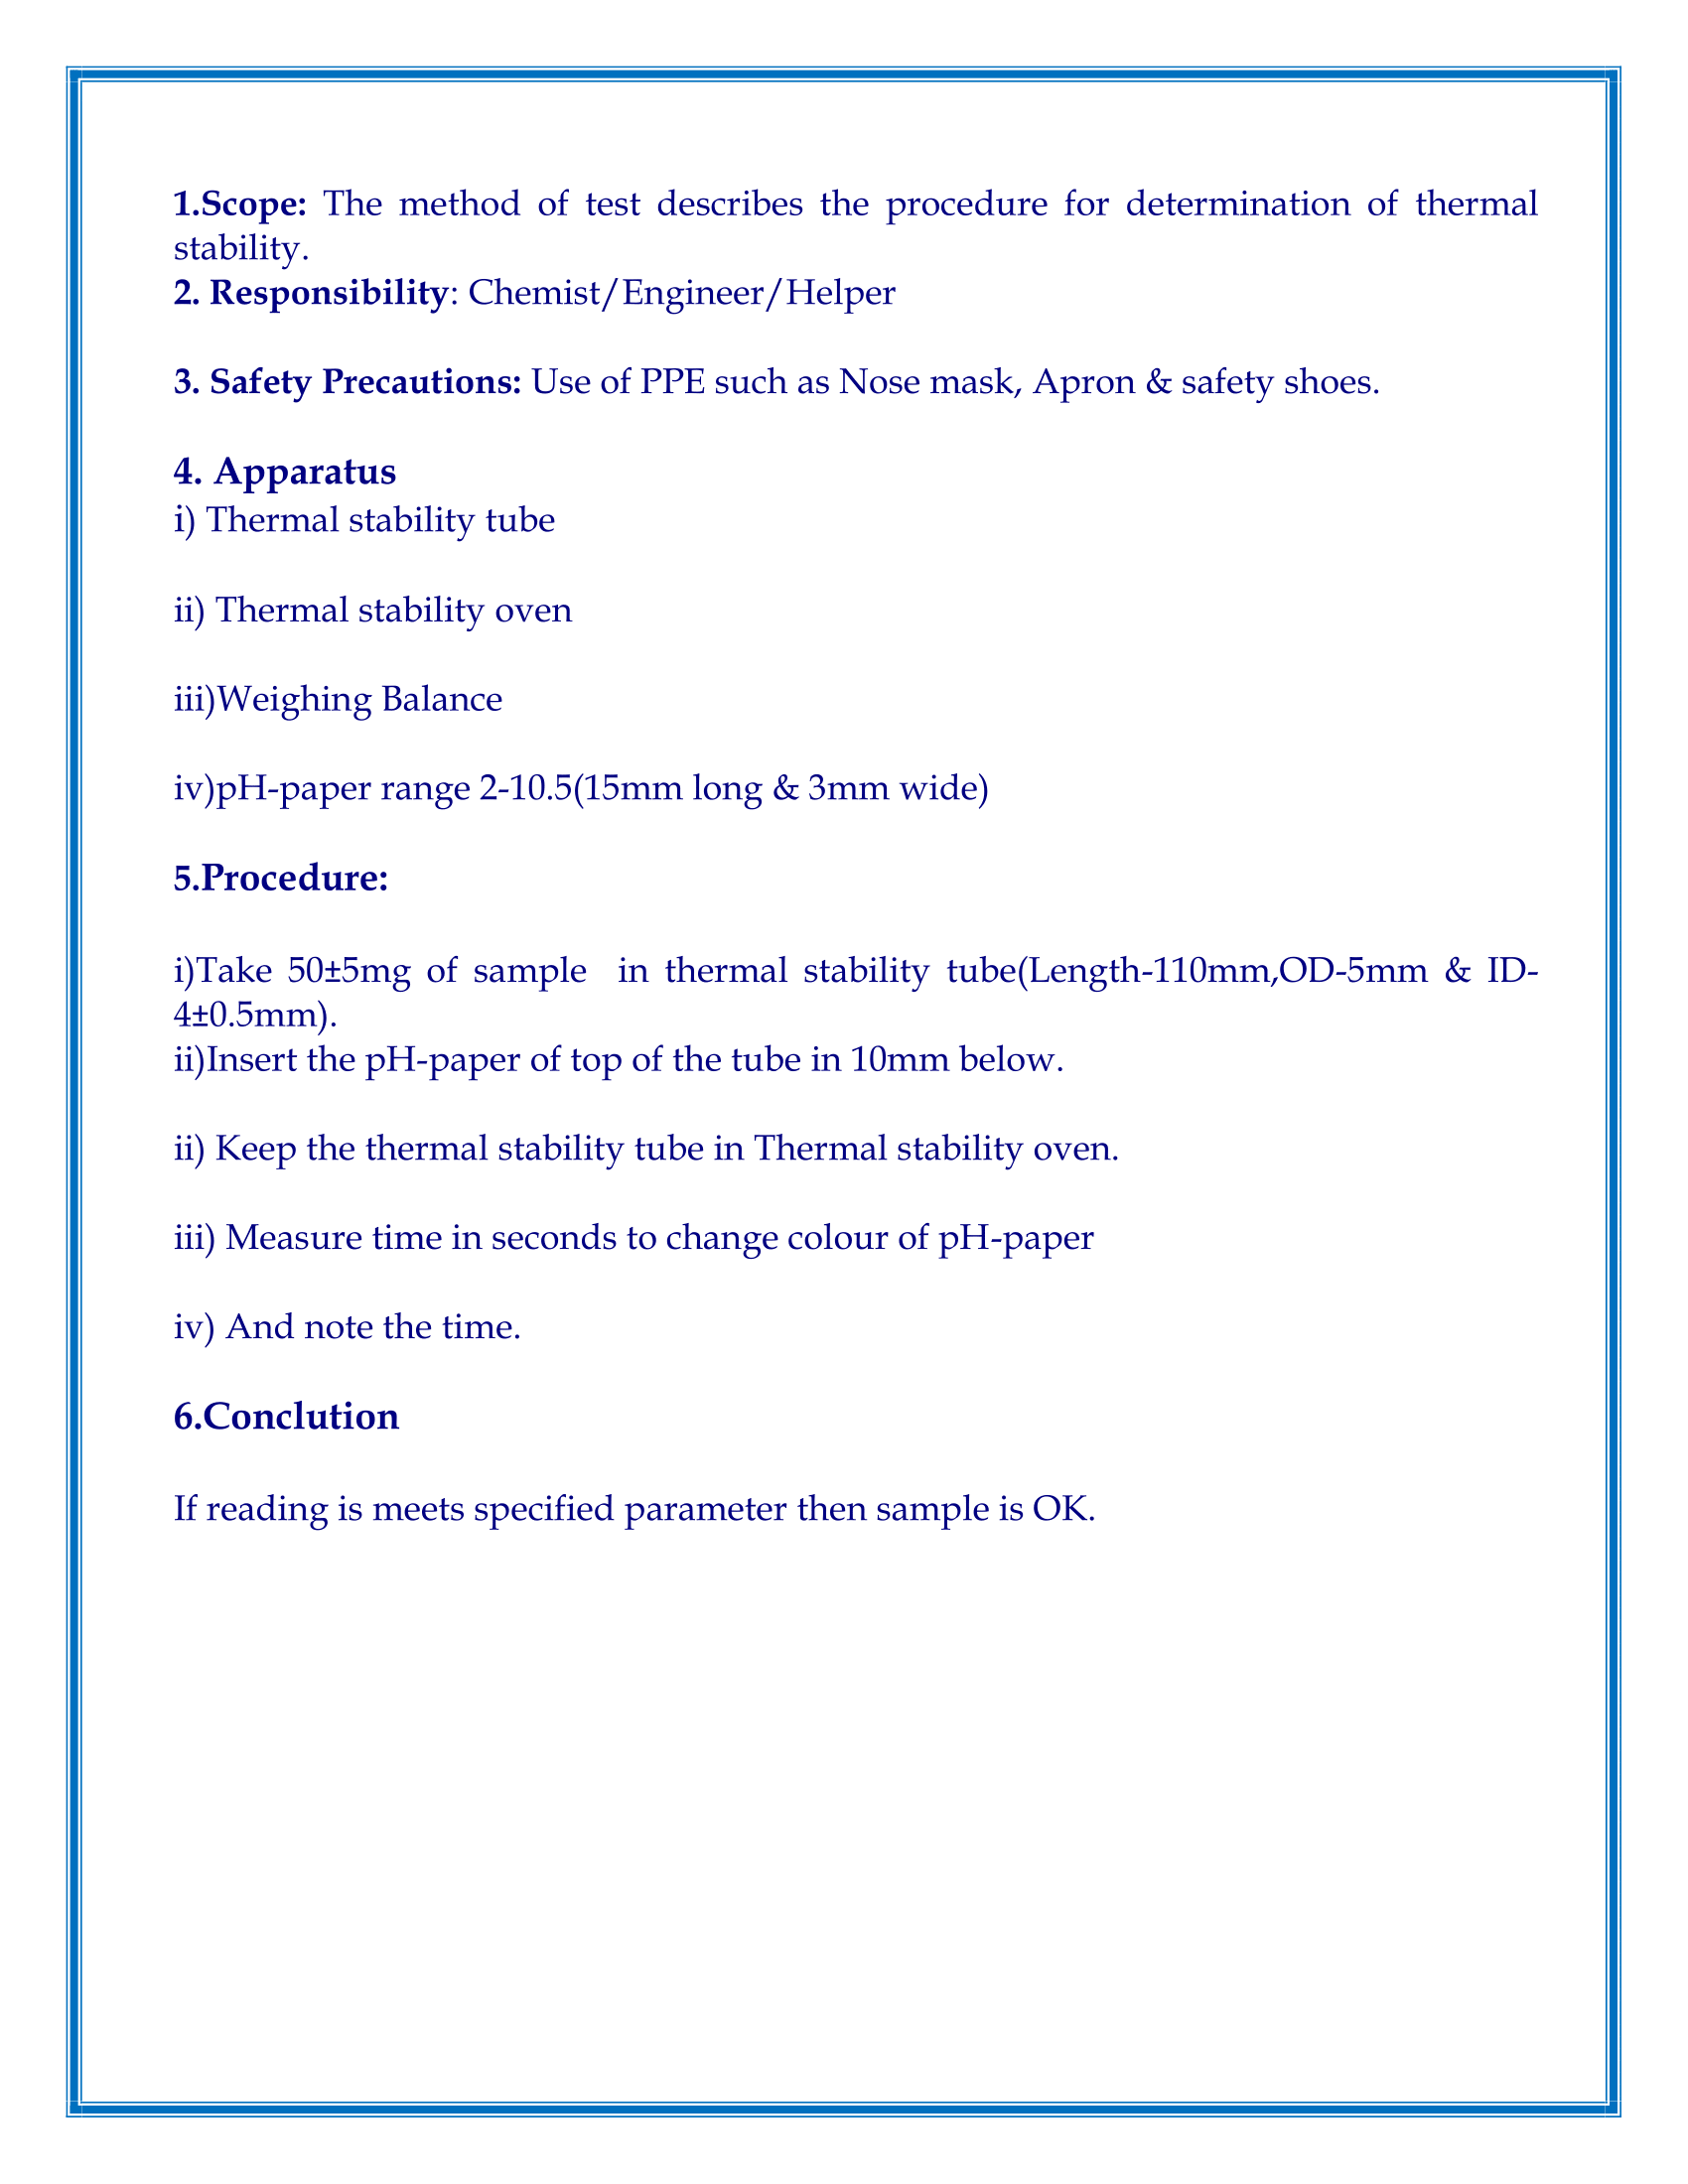 1.Scope: The method of test describes the procedure for determination of thermal
stability.
2. Responsibility: Chemist/Engineer/Helper
3. Safety Precautions: Use of PPE such as Nose mask, Apron & safety shoes.
4. Apparatus
i) Thermal stability tube
ii) Thermal stability oven
iii)Weighing Balance
iv)pH-paper range 2-10.5(15mm long & 3mm wide)
5.Procedure:
i)Take 50±5mg of sample in thermal stability tube(Length-110mm,OD-5mm & ID-
4±0.5mm).
ii)Insert the pH-paper of top of the tube in 10mm below.
ii) Keep the thermal stability tube in Thermal stability oven.
iii) Measure time in seconds to change colour of pH-paper
iv) And note the time.
6.Conclution
If reading is meets specified parameter then sample is OK.